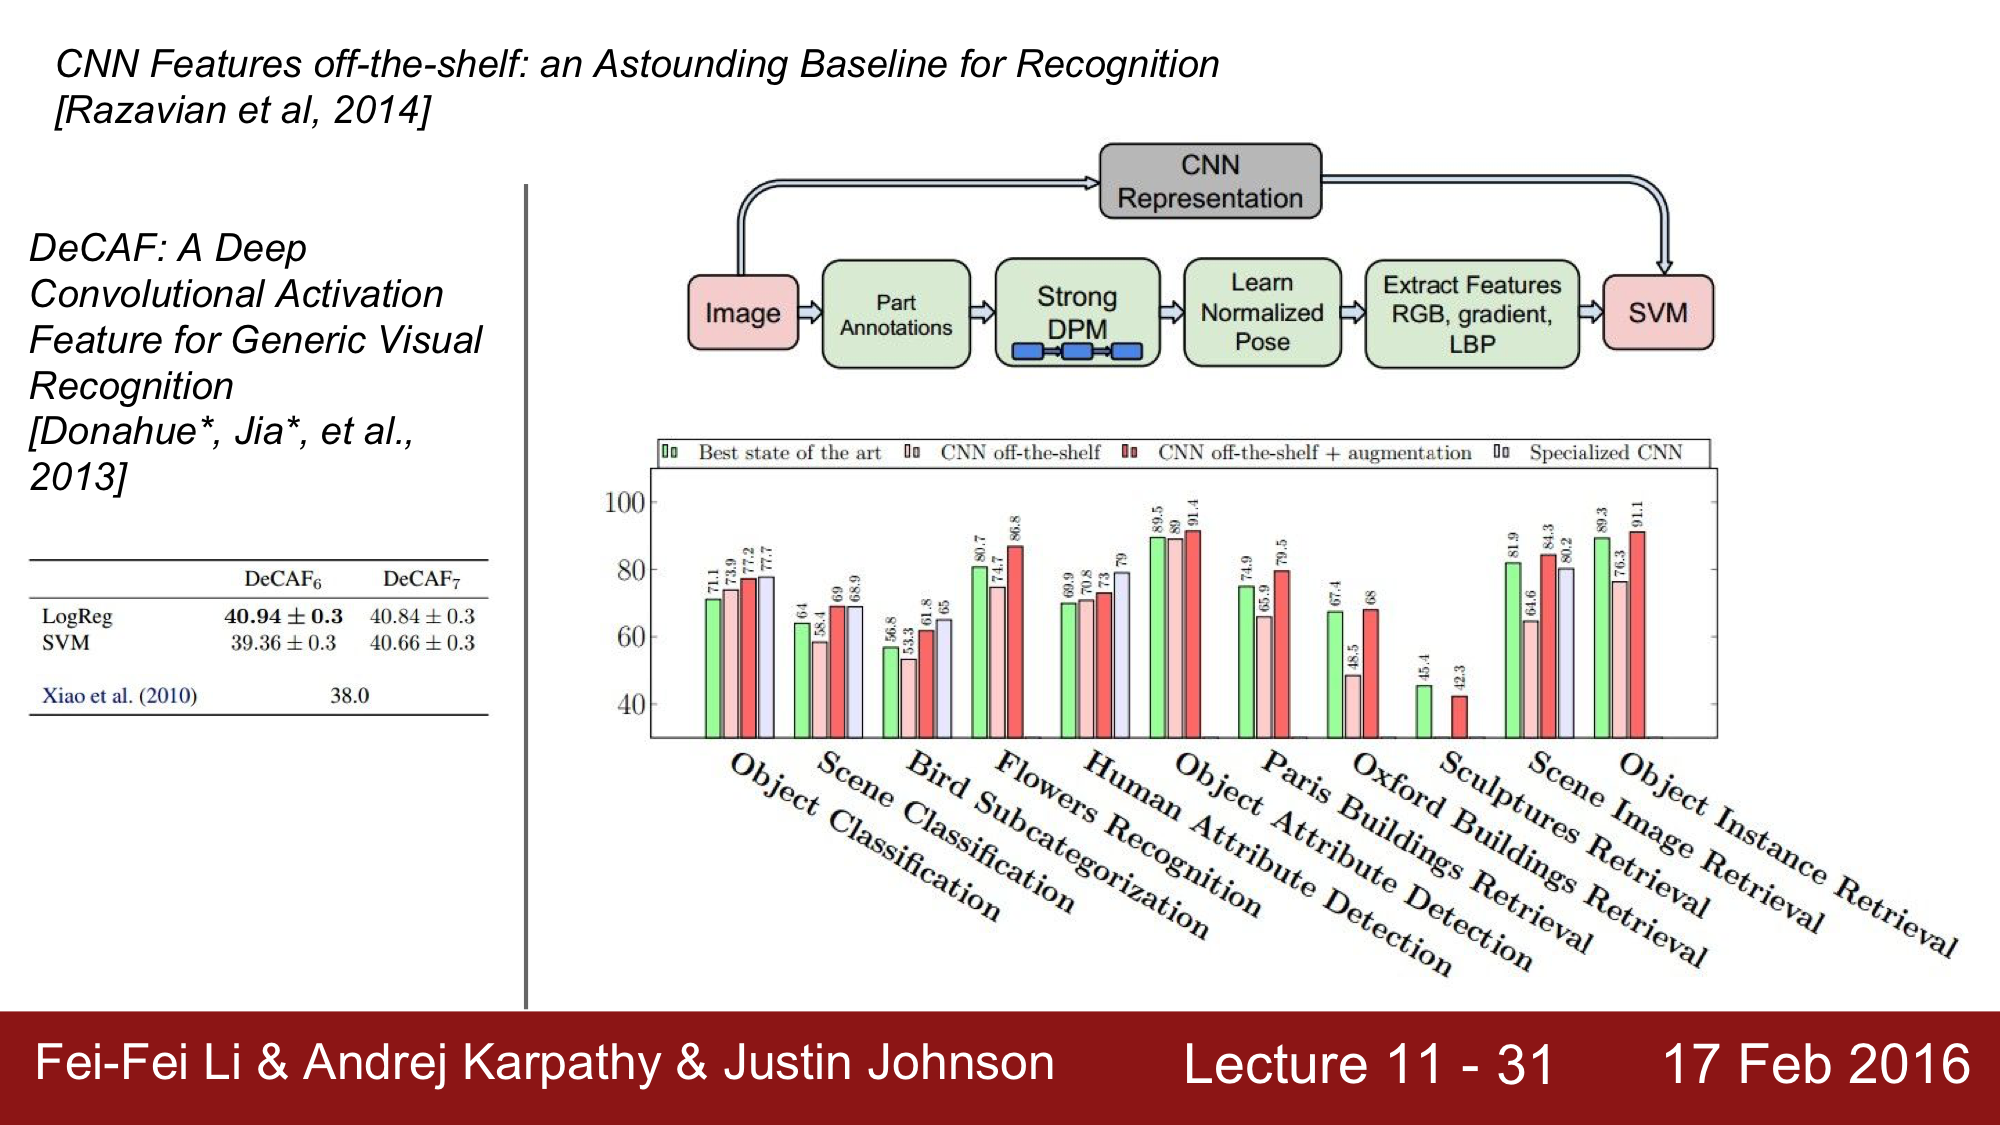 CNN Features off-the-shelf: an Astounding Baseline for Recognition
[Razavian et al, 2014]
DeCAF: A Deep
Convolutional Activation
Feature for Generic Visual
Recognition
[Donahue*, Jia*, et al.,
2013]
DeCAF₆ DeCAF₇
LogReg 40.94 ± 0.3 40.84 ± 0.3
SVM 39.36 ± 0.3 40.66 ± 0.3
Xiao et al. (2010) 38.0
CNN
Representation
Image
Part
Annotations
Strong
DPM
Learn
Normalized
Pose
Extract Features
RGB, gradient,
LBP
SVM
Best state of the art CNN off-the-shelf CNN off-the-shelf + augmentation Specialized CNN
100
80
60
40
71.1 73.9 77.2 77.7
64 58.4 69 68.9
56.8 53.3 61.8 65
80.7 74.7 86.8
69.9 70.8 73 79
89.5 89 91.4
74.9 65.9 79.5
67.4 48.5 68
45.4 42.3
81.9 64.6 84.3 80.2
89.3 76.3 91.1
Object Classification
Scene Classification
Bird Subcategorization
Flowers Recognition
Human Attribute Detection
Object Attribute Detection
Paris Buildings Retrieval
Oxford Buildings Retrieval
Sculptures Retrieval
Scene Image Retrieval
Object Instance Retrieval
Fei-Fei Li & Andrej Karpathy & Justin Johnson Lecture 11 - 31 17 Feb 2016